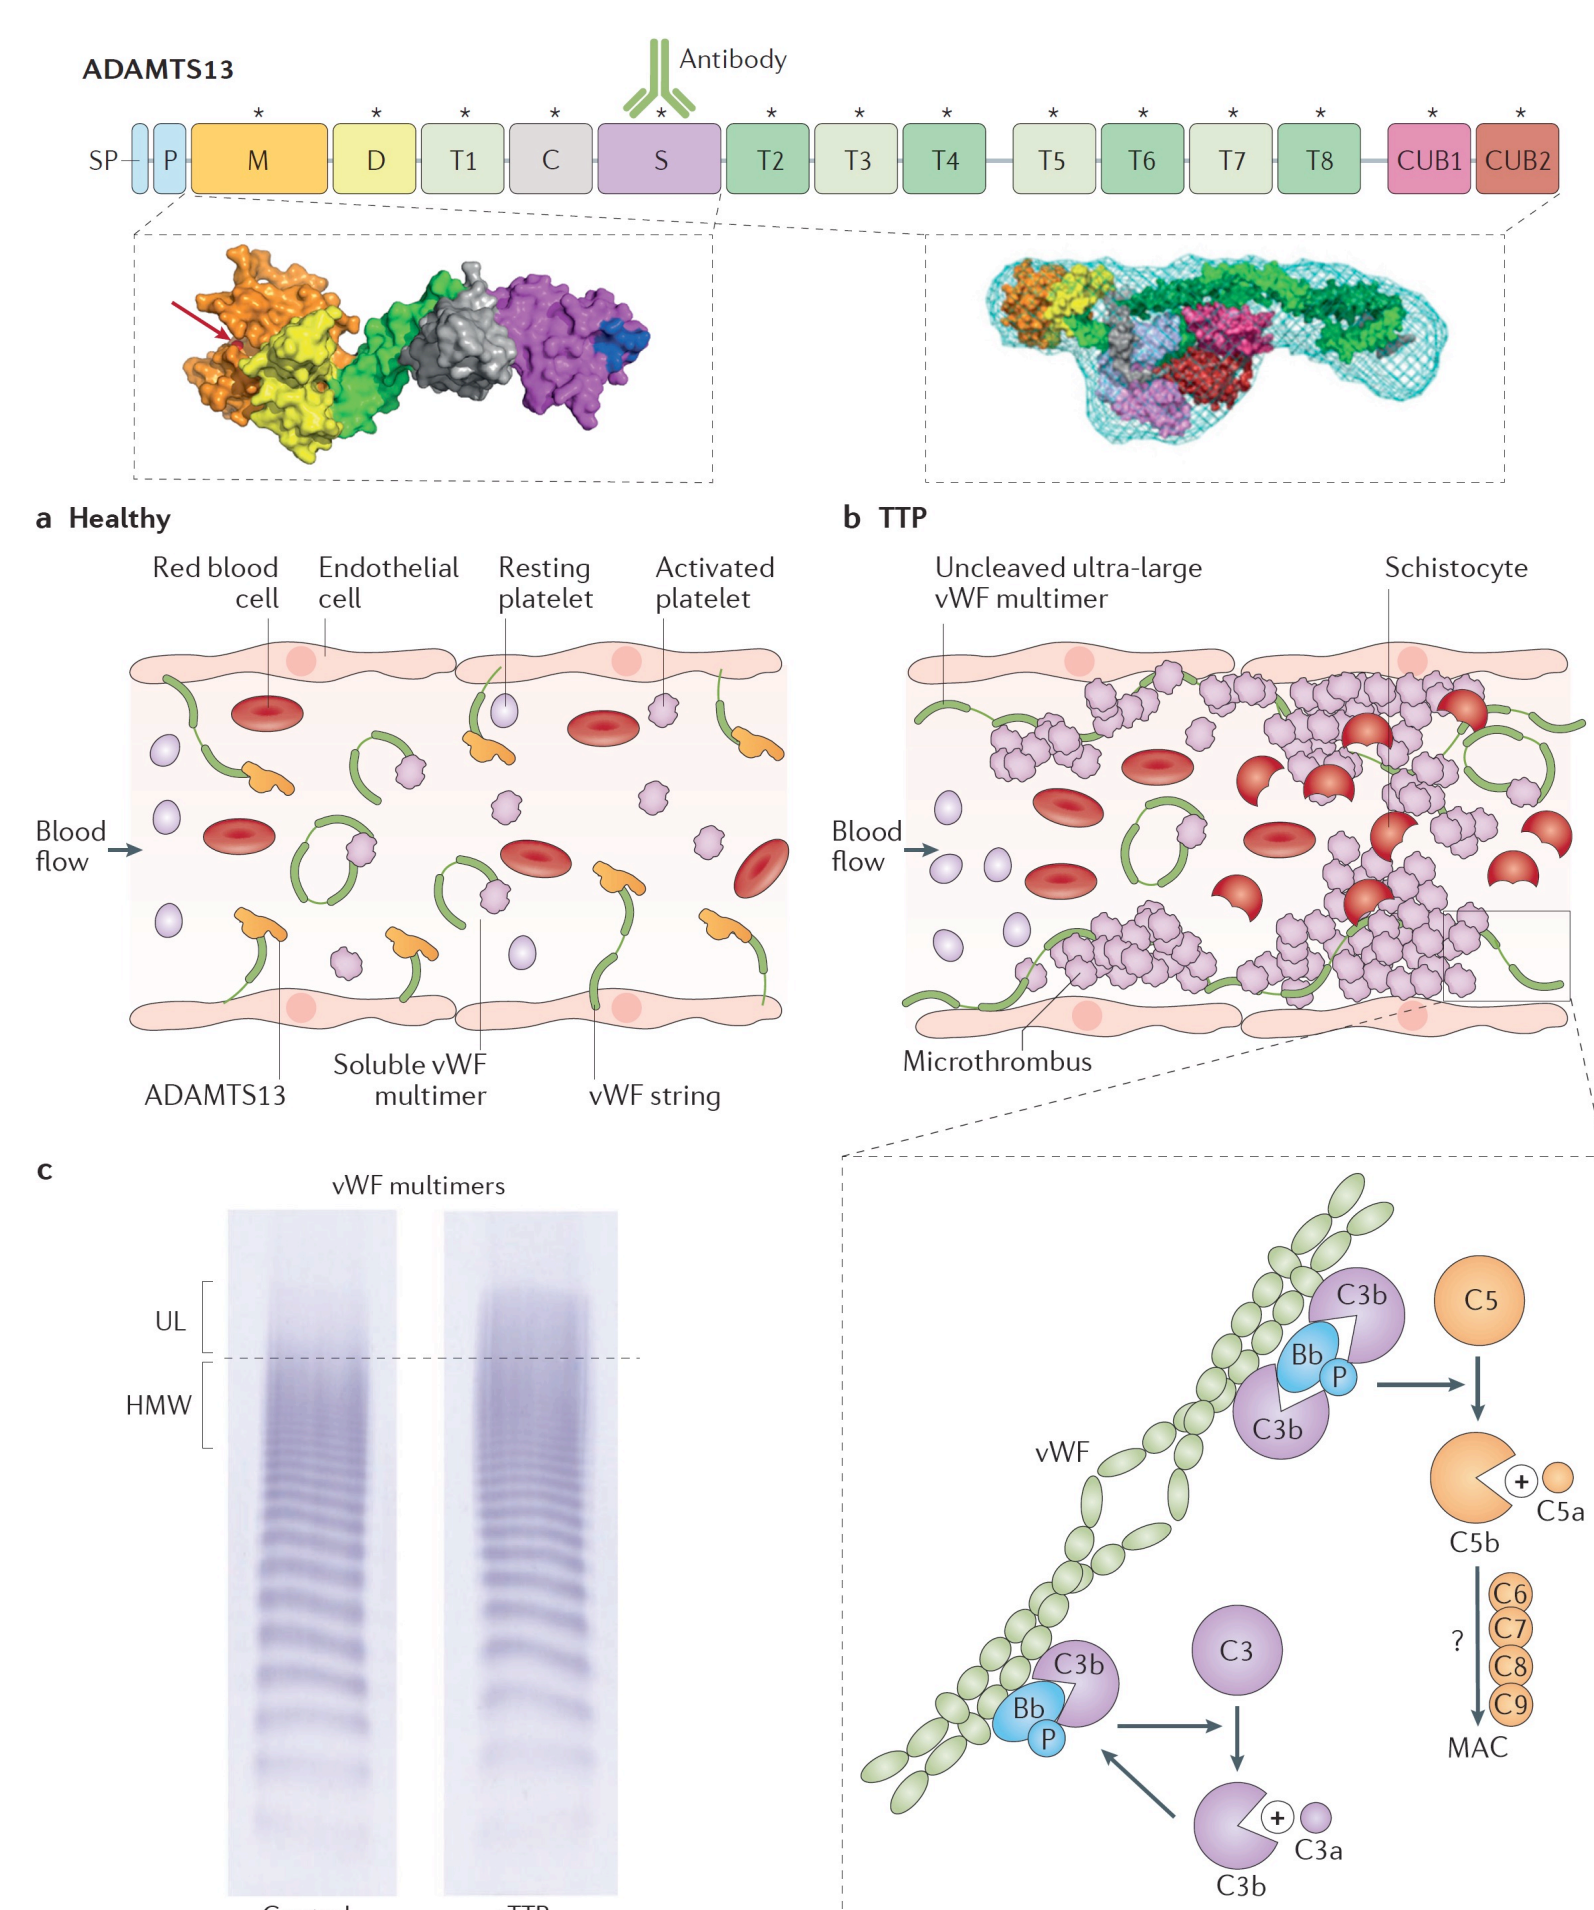 ADAMTS13
Antibody
* * * * * * * * * * * * * *
SP P M D T1 C S T2 T3 T4 T5 T6 T7 T8 CUB1 CUB2
a Healthy
Red blood
cell
Endothelial
cell
Resting
platelet
Activated
platelet
Blood
flow
ADAMTS13
Soluble vWF
multimer
vWF string
b TTP
Uncleaved ultra-large
vWF multimer
Schistocyte
Blood
flow
Microthrombus
c
vWF multimers
UL
HMW
TTP
vWF
C3b
Bb
P
C3b
C5
C5b
+
C5a
?
C6
C7
C8
C9
MAC
C3b
Bb
P
C3
C3b
+
C3a